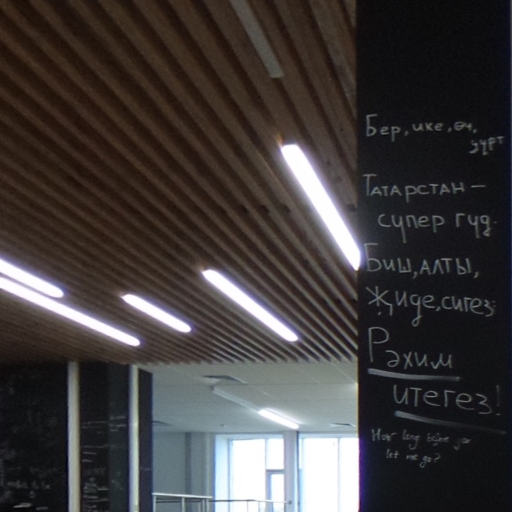 Бер, ике, өч,
дүрт
Татарстан –
супер гуд.
Биш, алты,
Җиде, сигез
Рәхим
итегез!
How long before you
let me go?